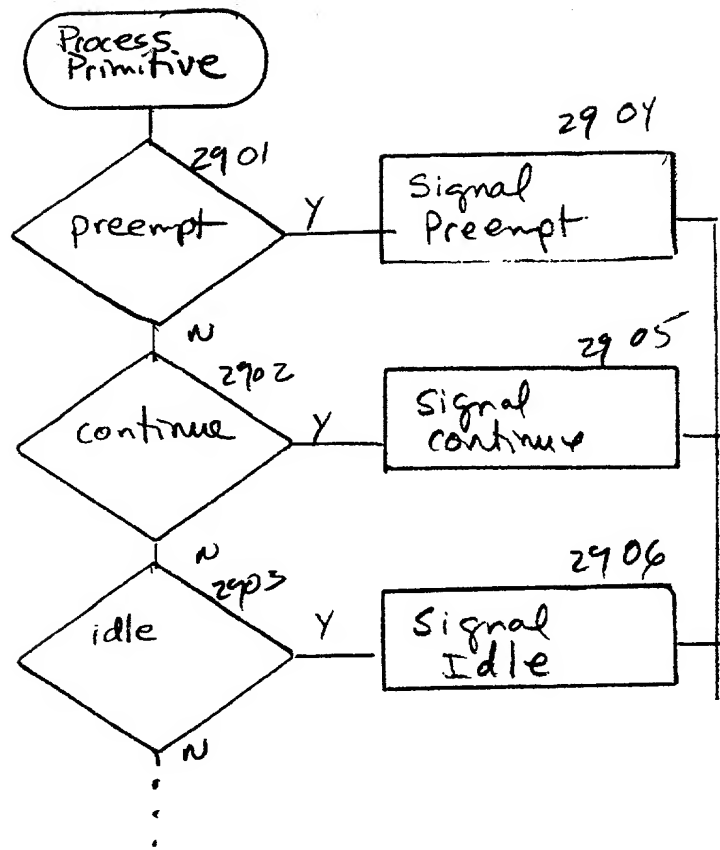 Process
Primitive
2901
preempt
Y
2904
Signal
Preempt
N
2902
continue
Y
2905
Signal
continue
N
2903
idle
Y
2906
Signal
Idle
N